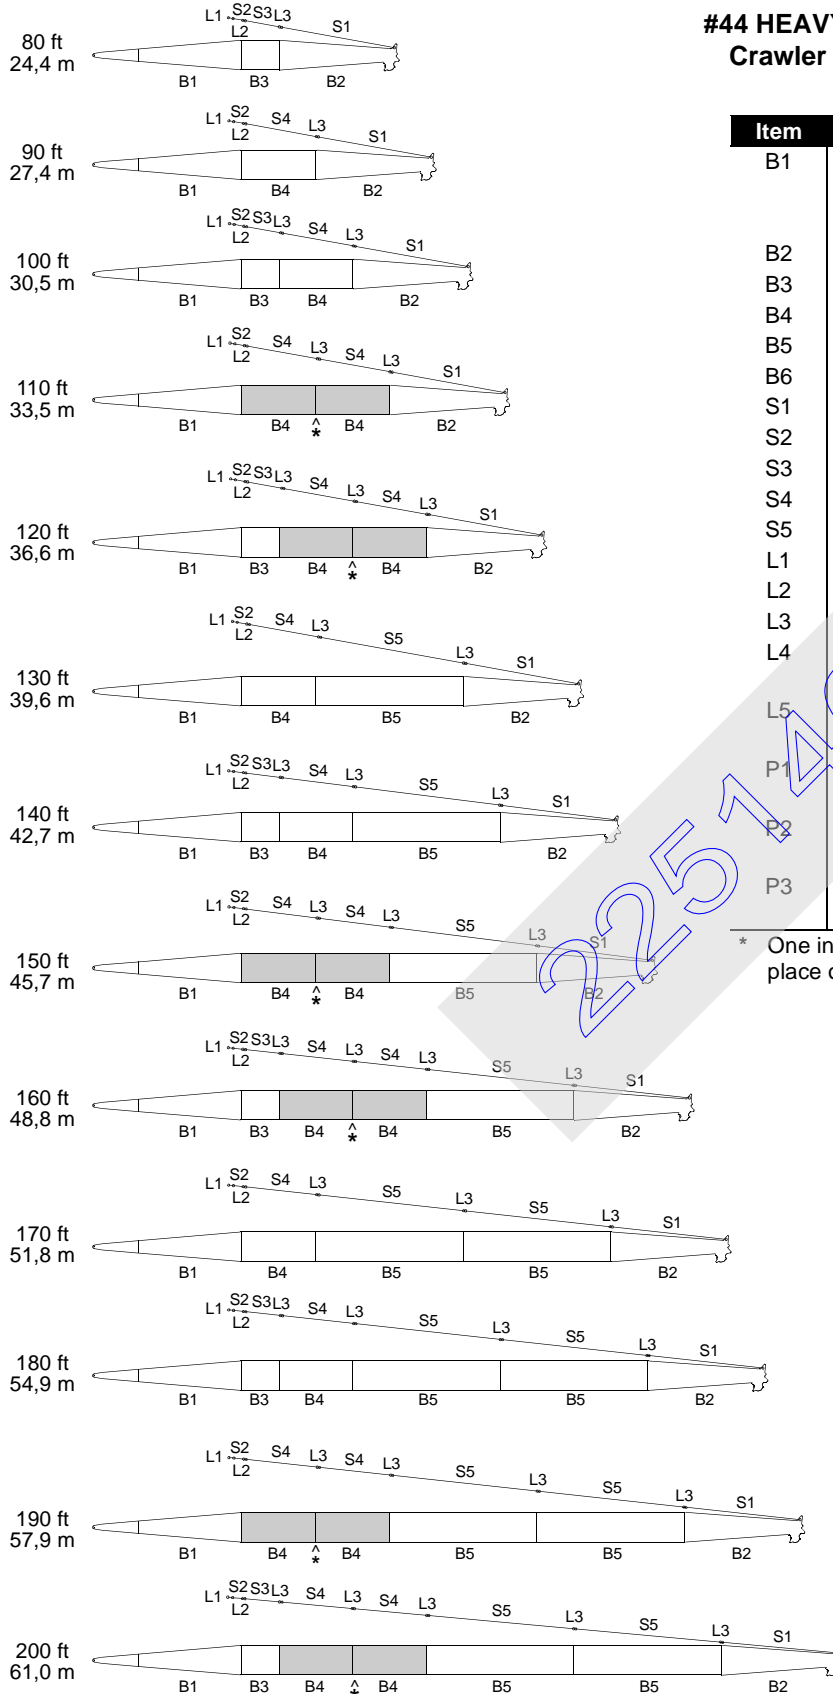 #44 HEAVY
Crawler
L1 S2 S3 L3 S1
L2
80 ft
24,4 m
B1 B3 B2
L1 S2 S4 L3 S1
L2
90 ft
27,4 m
B1 B4 B2
L1 S2 S3 L3 S4 L3 S1
L2
100 ft
30,5 m
B1 B3 B4 B2
L1 S2 S4 L3 S4 L3 S1
L2
110 ft
33,5 m
B1 B4 ^ B4 B2
*
L1 S2 S3 L3 S4 L3 S4 L3 S1
L2
120 ft
36,6 m
B1 B3 B4 ^ B4 B2
*
L1 S2 S4 L3 S5 L3 S1
L2
130 ft
39,6 m
B1 B4 B5 B2
L1 S2 S3 L3 S4 L3 S5 L3 S1
L2
140 ft
42,7 m
B1 B3 B4 B5 B2
L1 S2 S4 L3 S4 L3 S5 L3 S1
L2
150 ft
45,7 m
B1 B4 ^ B4 B5 B2
*
L1 S2 S3 L3 S4 L3 S4 L3 S5 L3 S1
L2
160 ft
48,8 m
B1 B3 B4 ^ B4 B5 B2
*
L1 S2 S4 L3 S5 L3 S5 L3 S1
L2
170 ft
51,8 m
B1 B4 B5 B5 B2
L1 S2 S3 L3 S4 L3 S5 L3 S5 L3 S1
L2
180 ft
54,9 m
B1 B3 B4 B5 B5 B2
L1 S2 S4 L3 S4 L3 S5 L3 S5 L3 S1
L2
190 ft
57,9 m
B1 B4 ^ B4 B5 B5 B2
*
L1 S2 S3 L3 S4 L3 S4 L3 S5 L3 S5 L3 S1
L2
200 ft
61,0 m
B1 B3 B4 ^ B4 B5 B5 B2
*
Item
B1
B2
B3
B4
B5
B6
S1
S2
S3
S4
S5
L1
L2
L3
L4
L5
P1
P2
P3
* One in
place
22514